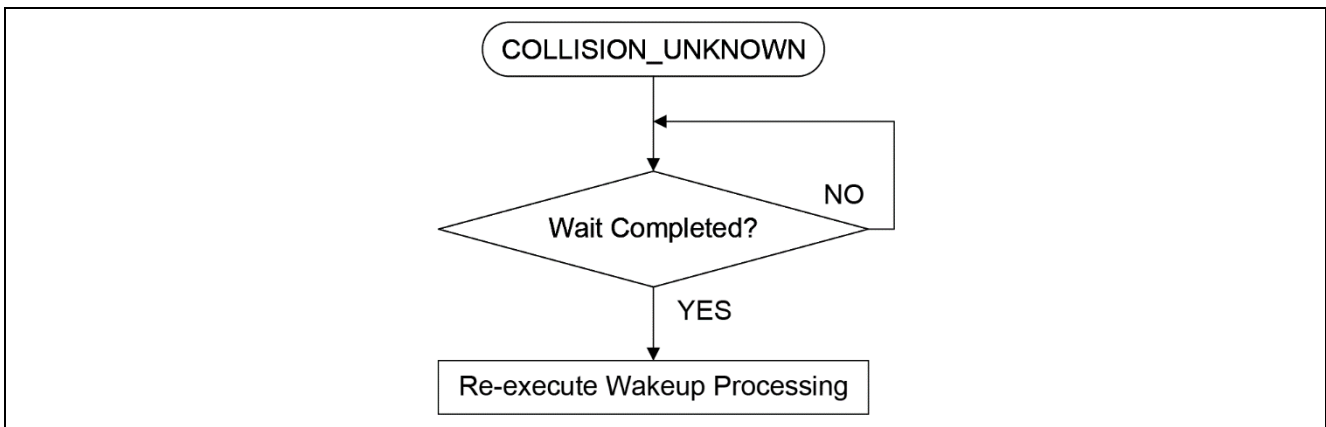 COLLISION_UNKNOWN
NO
Wait Completed?
YES
Re-execute Wakeup Processing